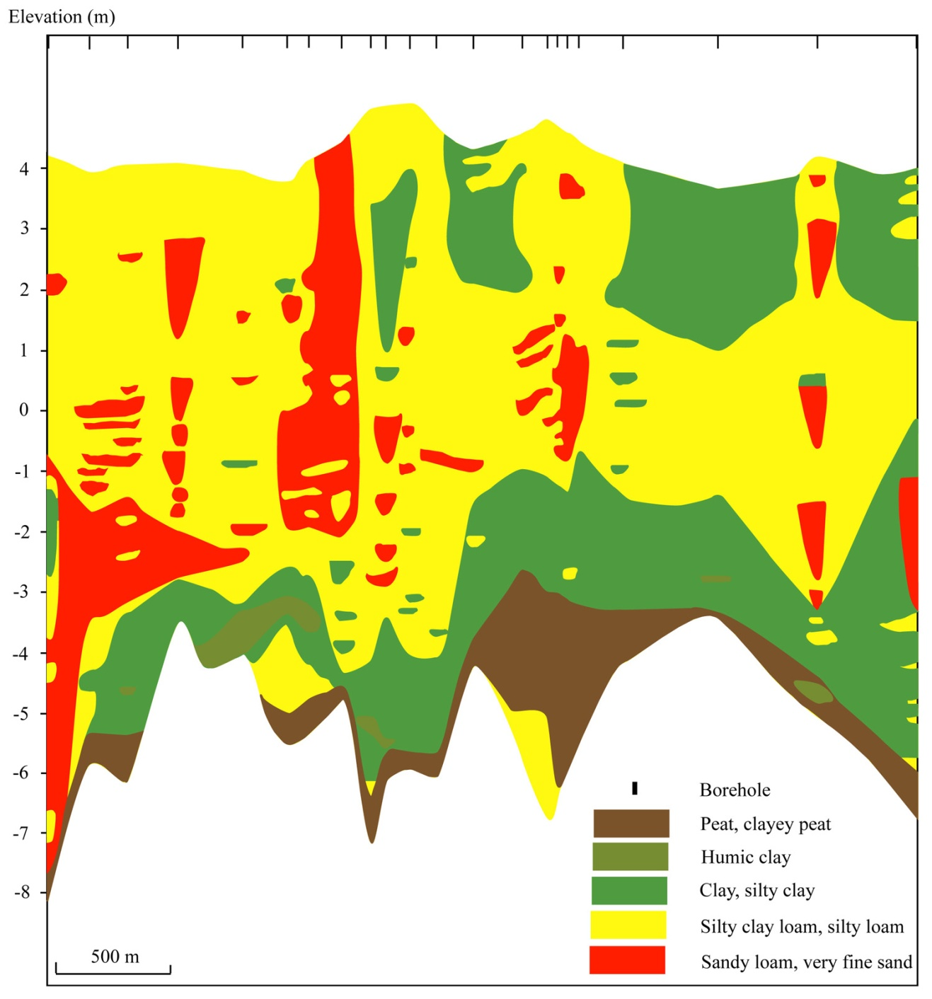 Elevation (m)
4
3
2
1
0
-1
-2
-3
-4
-5
-6
-7
-8
500 m
Borehole
Peat, clayey peat
Humic clay
Clay, silty clay
Silty clay loam, silty loam
Sandy loam, very fine sand